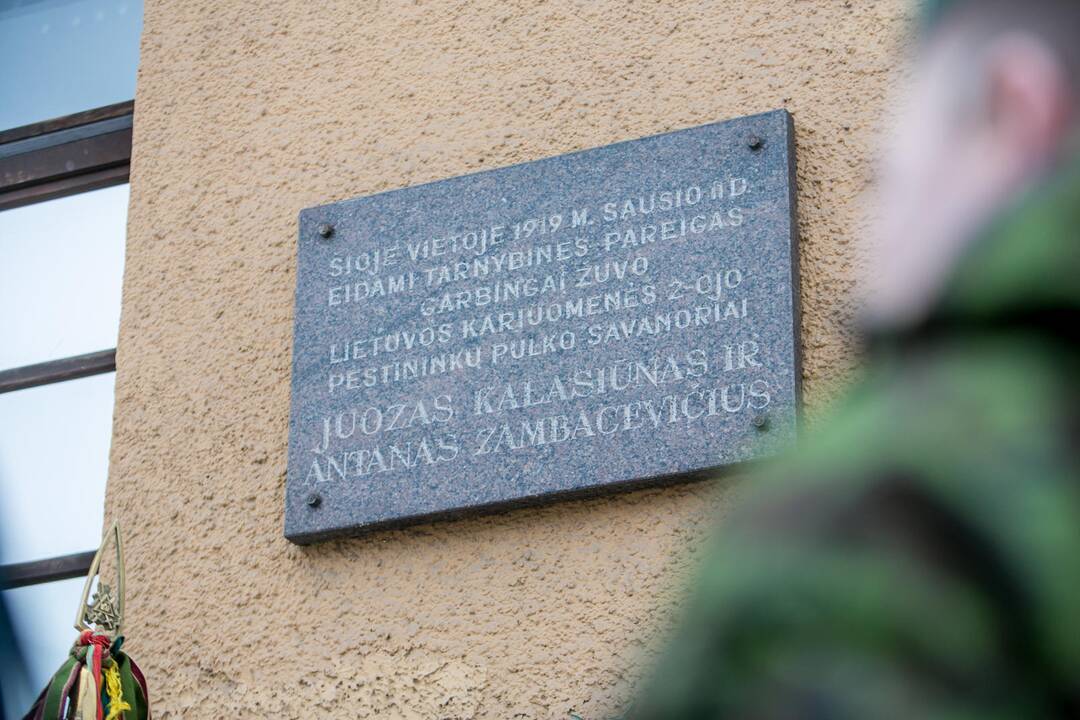 ŠIOJE VIETOJE 1919 M. SAUSIO 11 D.
EIDAMI TARNYBINES PAREIGAS
GARBINGAI ŽUVO
LIETUVOS KARIUOMENĖS 2-OJO
PĖSTININKŲ PULKO SAVANORIAI
JUOZAS KALASIŪNAS IR
ANTANAS ZAMBACEVIČIUS